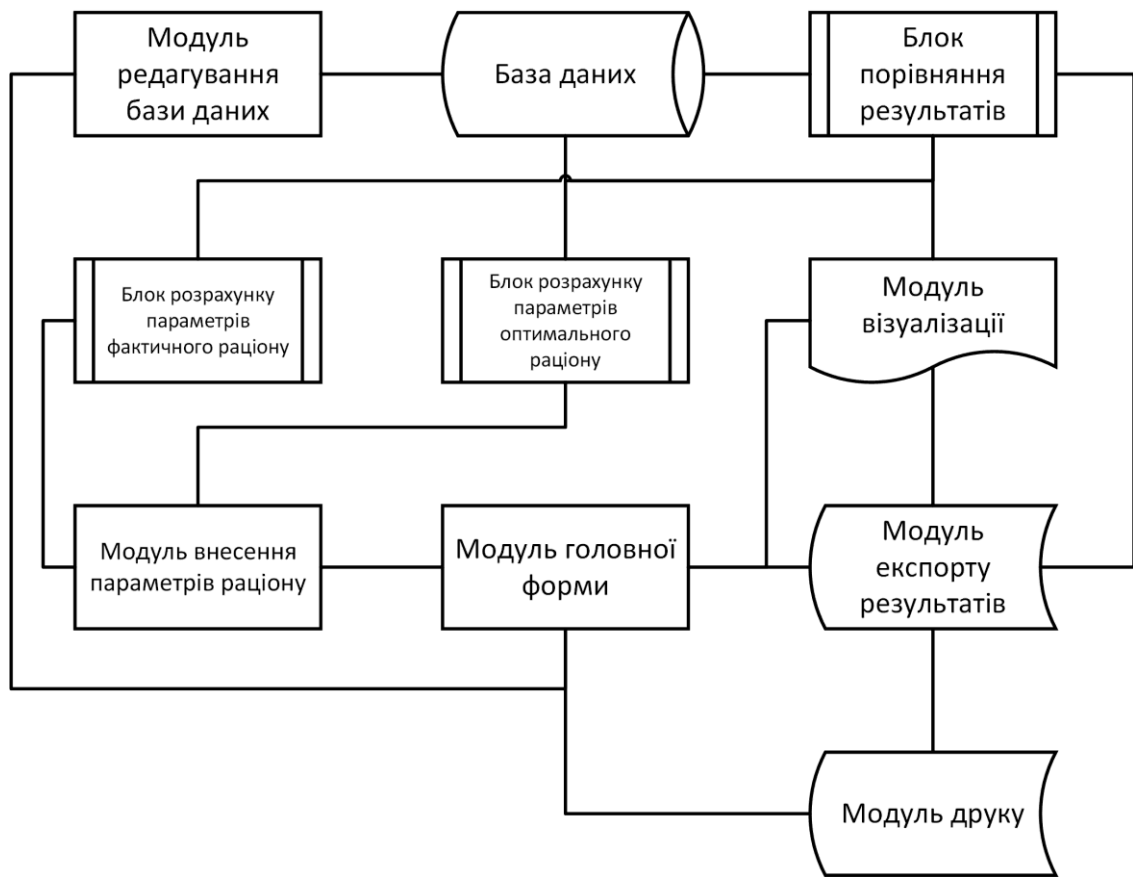 Модуль
редагування
бази даних
База даних
Блок
порівняння
результатів
Блок розрахунку
параметрів
фактичного раціону
Блок розрахунку
параметрів
оптимального
раціону
Модуль
візуалізації
Модуль внесення
параметрів раціону
Модуль головної
форми
Модуль
експорту
результатів
Модуль друку